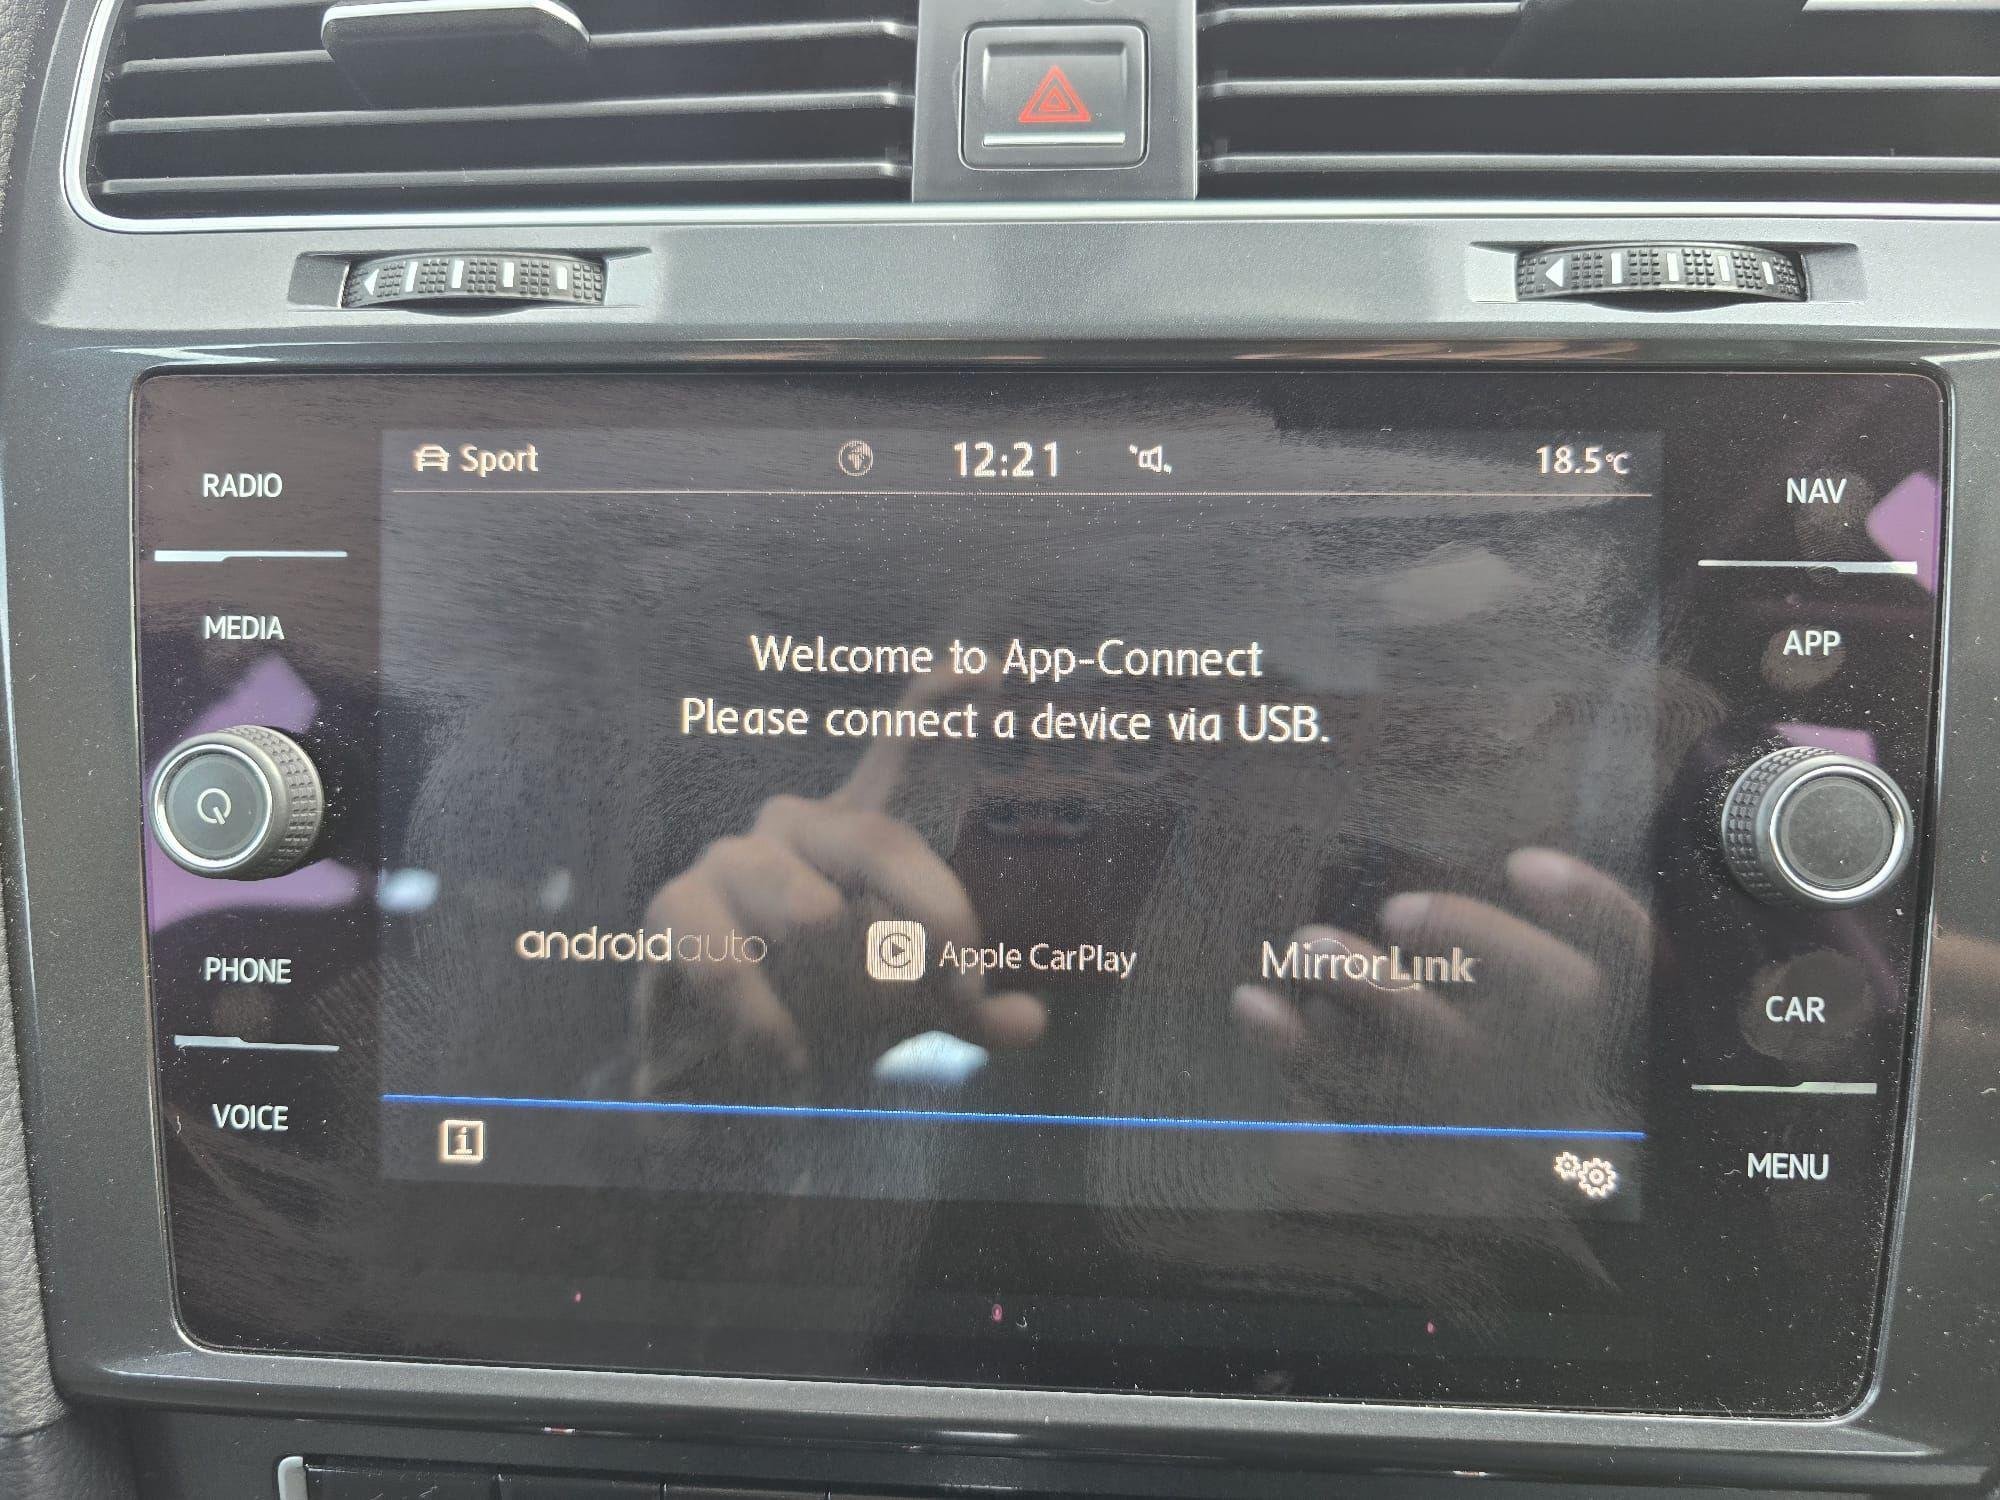 Sport 12:21 18.5°C
RADIO
NAV
MEDIA
APP
Welcome to App-Connect
Please connect a device via USB.
androidauto Apple CarPlay MirrorLink
PHONE
CAR
VOICE
i
MENU